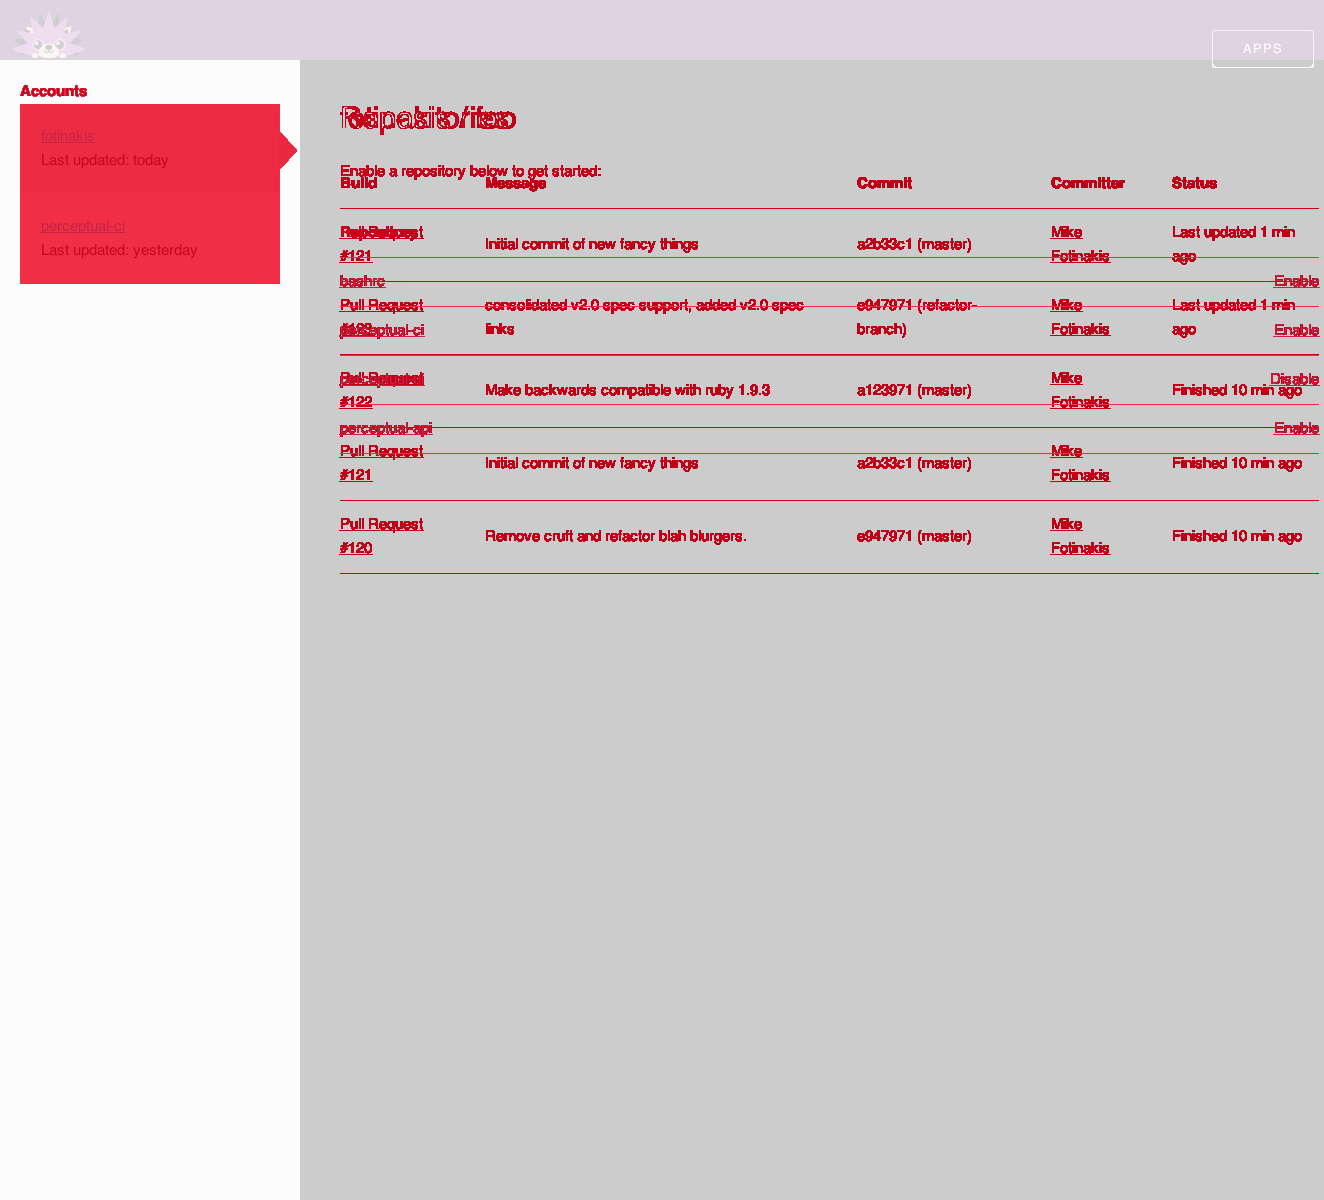 APPS
Accounts
fotinakis
Last updated: today
perceptual-ci
Last updated: yesterday
Repositories
Enable a repository below to get started:
Build Message Commit Committer Status
Pull Request
#121 Initial commit of new fancy things a2b33c1 (master) Mike Fotinakis Last updated 1 min ago
Repository
bashrc Enable
Pull Request consolidated v2.0 spec support, added v2.0 spec links e947971 (refactor-branch) Mike Fotinakis Last updated 1 min ago
perceptual-ci Enable
Pull Request
#122 Make backwards compatible with ruby 1.9.3 a123971 (master) Mike Fotinakis Finished 10 min ago
Disable
perceptual-api Enable
Pull Request
#121 Initial commit of new fancy things a2b33c1 (master) Mike Fotinakis Finished 10 min ago
Pull Request
#120 Remove cruft and refactor blah blurgers. e947971 (master) Mike Fotinakis Finished 10 min ago